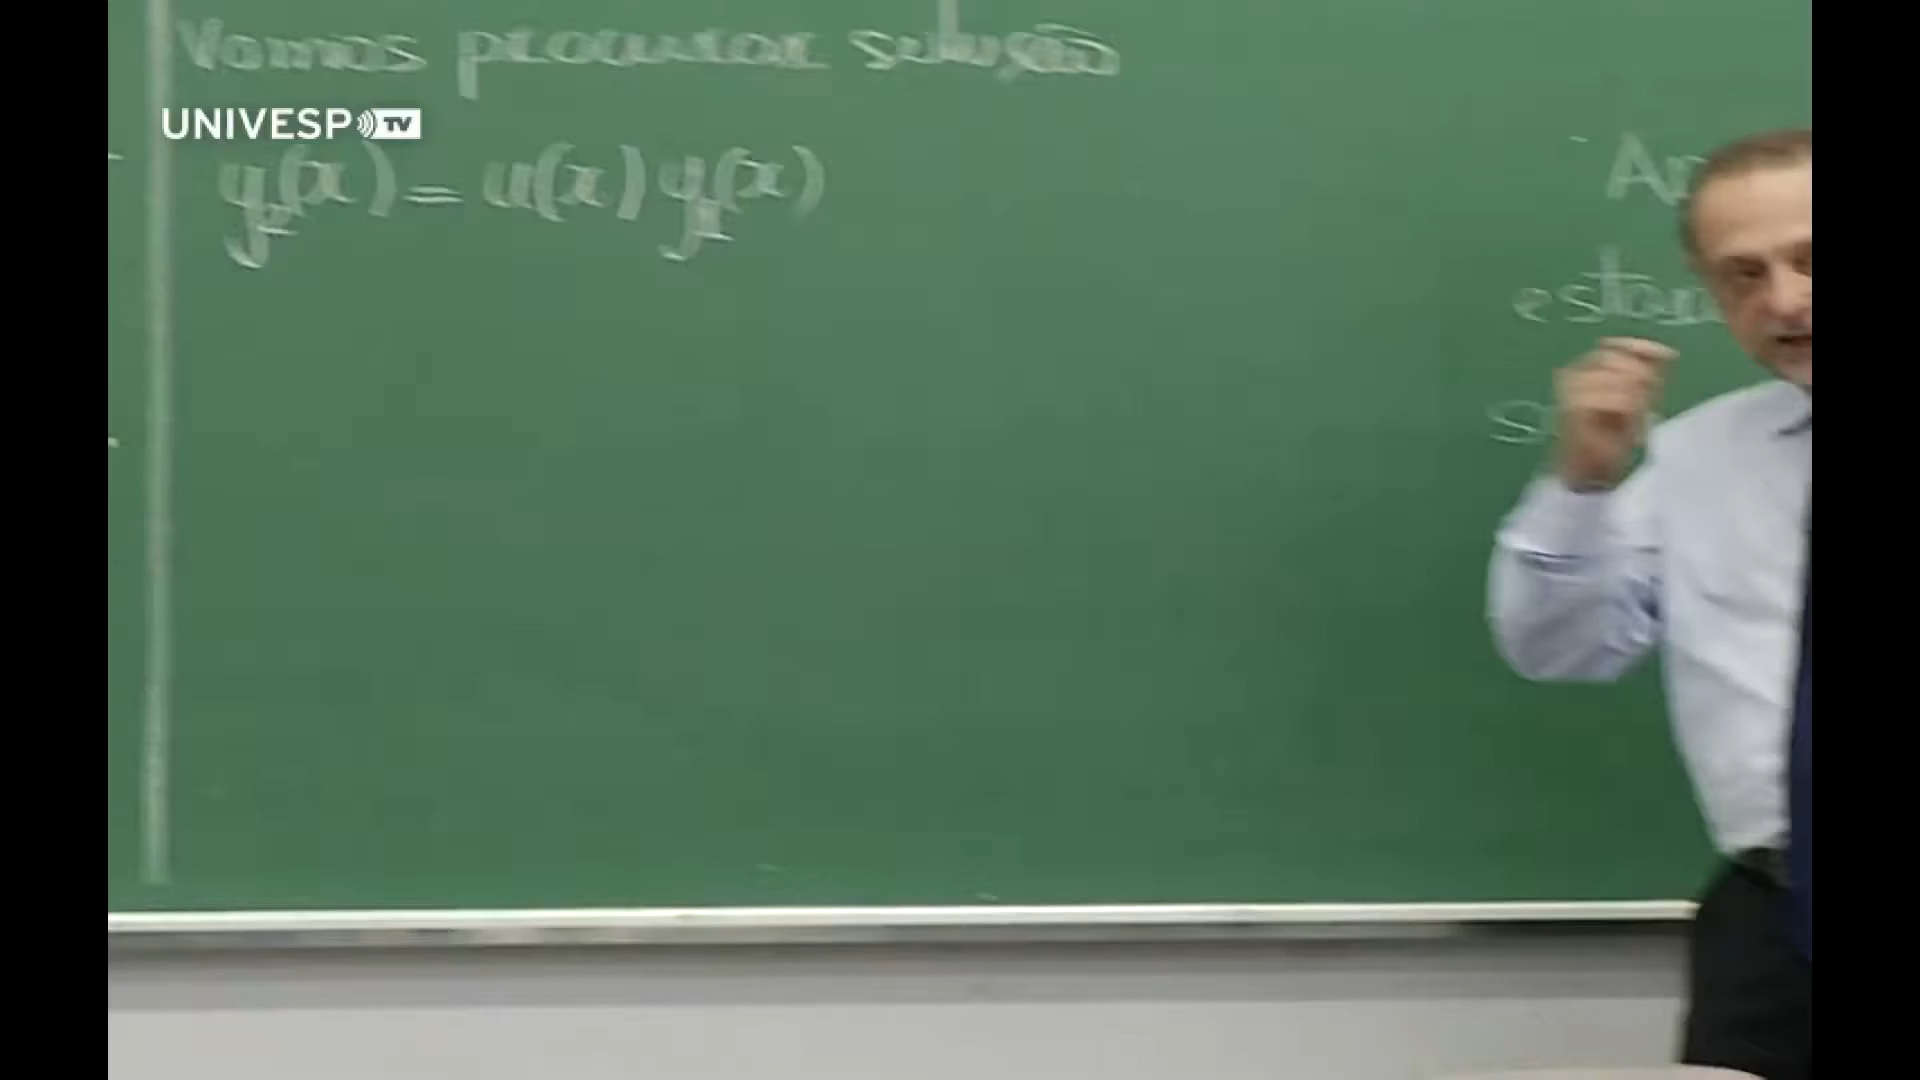 Vamos procurar solução
UNIVESP TV
y₂(x) = u(x) y₁(x)